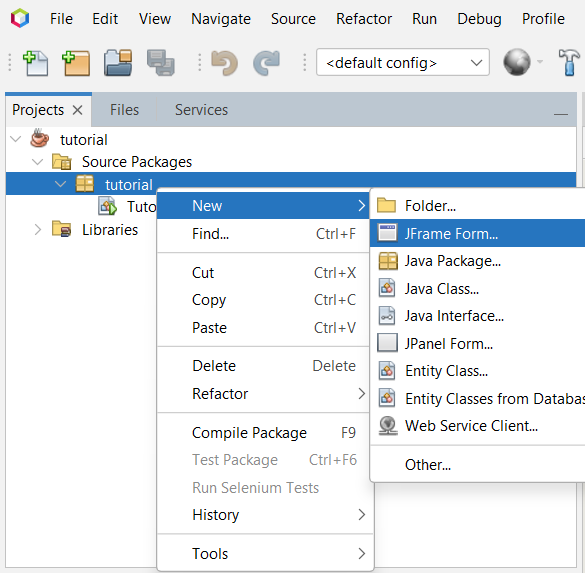 File Edit View Navigate Source Refactor Run Debug Profile
<default config>
Projects Files Services
tutorial
Source Packages
tutorial
Tuto
Libraries
New
Find... Ctrl+F
Cut Ctrl+X
Copy Ctrl+C
Paste Ctrl+V
Delete Delete
Refactor
Compile Package F9
Test Package Ctrl+F6
Run Selenium Tests
History
Tools
Folder...
JFrame Form...
Java Package...
Java Class...
Java Interface...
JPanel Form...
Entity Class...
Entity Classes from Databas
Web Service Client...
Other...